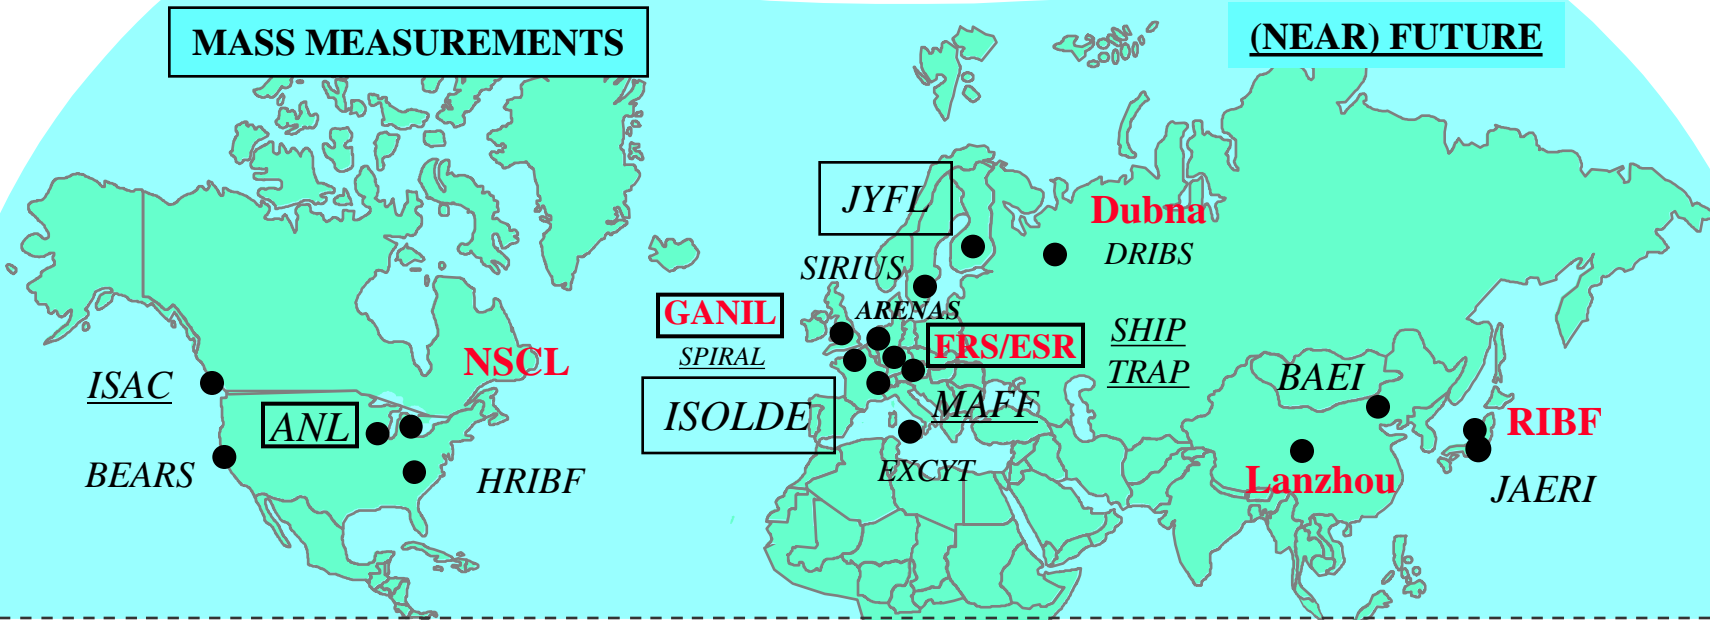 MASS MEASUREMENTS
(NEAR) FUTURE
JYFL
Dubna
DRIBS
SIRIUS
GANIL
ARENAS
SPIRAL
FRS/ESR
SHIP
TRAP
NSCL
ISAC
ISOLDE
MAFF
BAEI
ANL
RIBF
BEARS
HRIBF
EXCYT
Lanzhou
JAERI